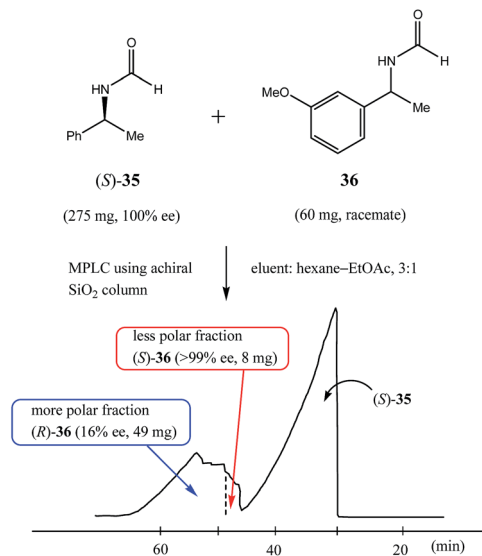 O
HN
H
Ph
Me
(S)-35
(275 mg, 100% ee)
+
O
HN
H
MeO
Me
36
(60 mg, racemate)
MPLC using achiral
SiO₂ column
eluent: hexane–EtOAc, 3:1
less polar fraction
(S)-36 (>99% ee, 8 mg)
more polar fraction
(R)-36 (16% ee, 49 mg)
(S)-35
60
40
20
(min)